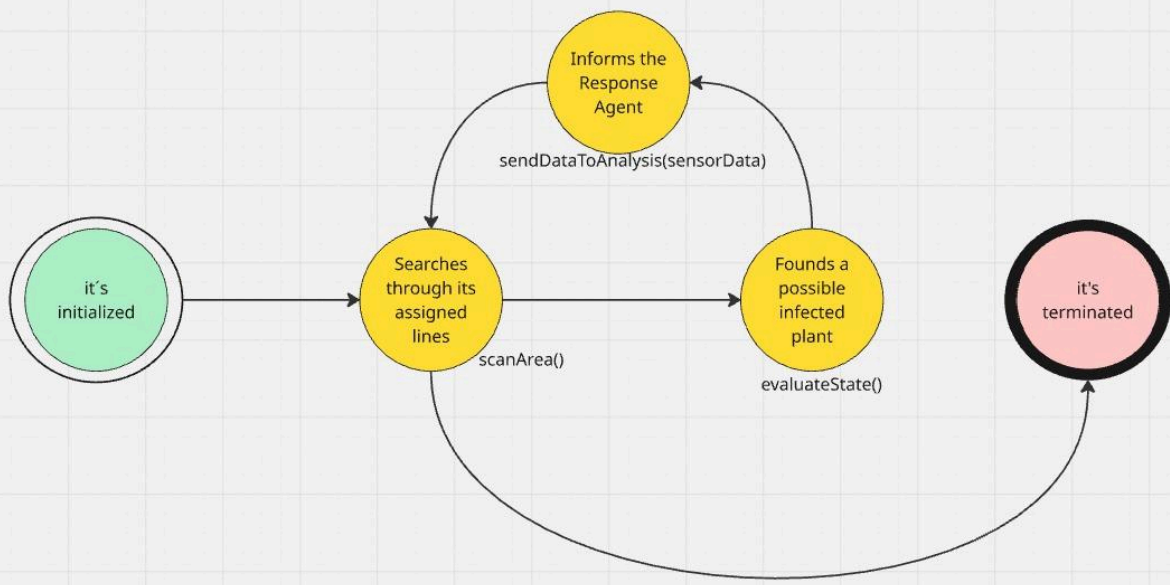 Informs the
Response
Agent
sendDataToAnalysis(sensorData)
it´s
initialized
Searches
through its
assigned
lines
scanArea()
Founds a
possible
infected
plant
evaluateState()
it's
terminated